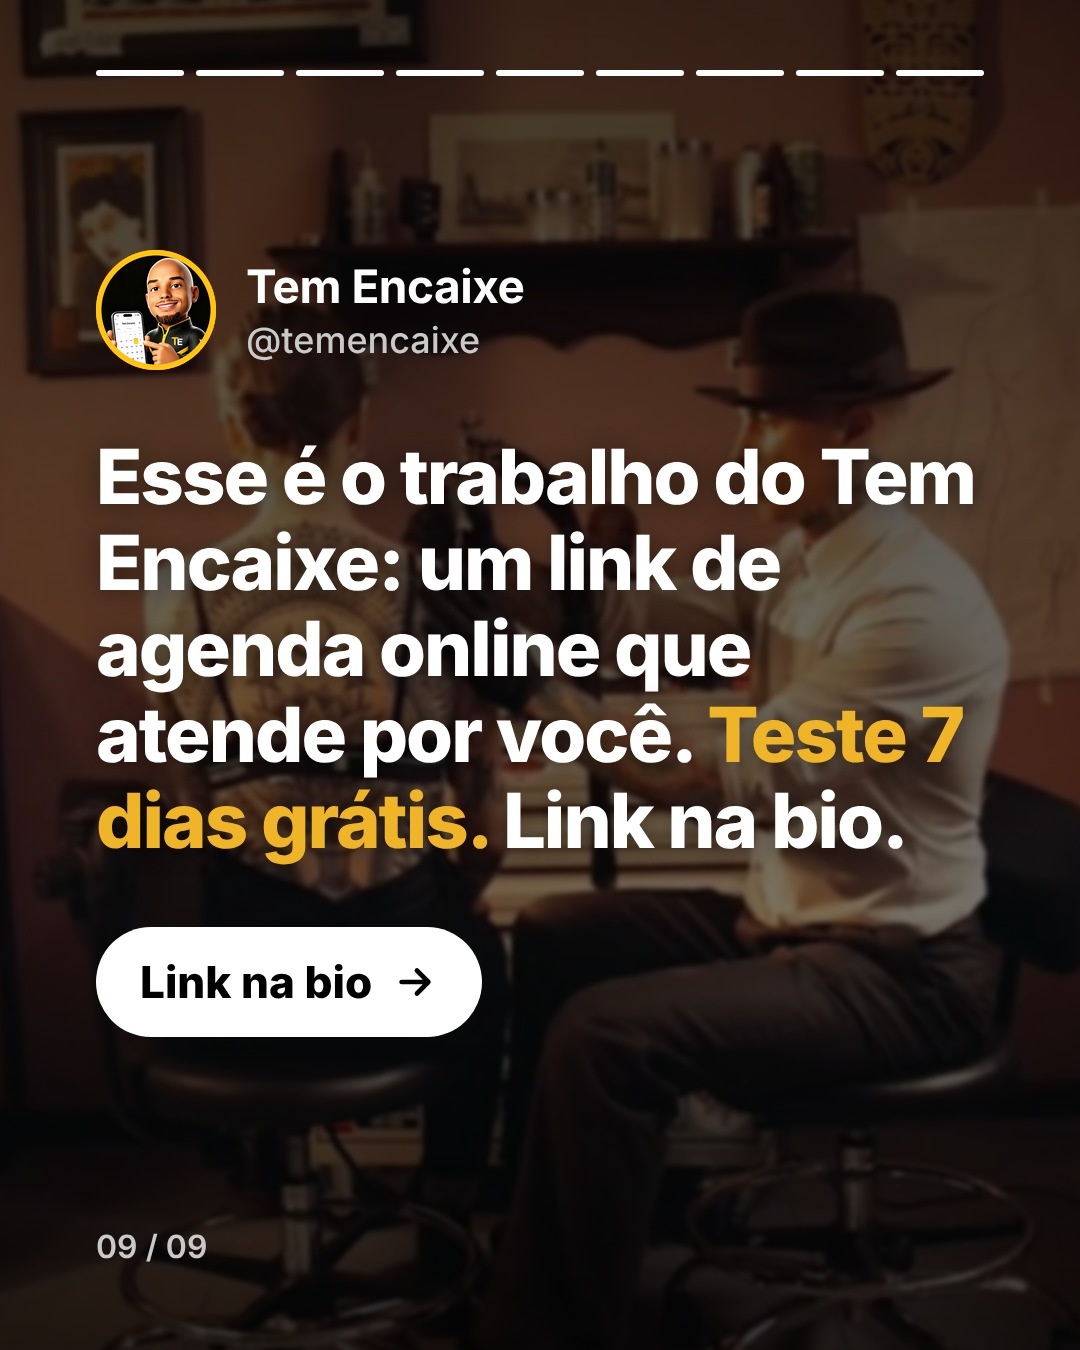 Tem Encaixe
@temencaixe
Esse é o trabalho do Tem
Encaixe: um link de
agenda online que
atende por você. Teste 7
dias grátis. Link na bio.
Link na bio →
09 / 09
TE